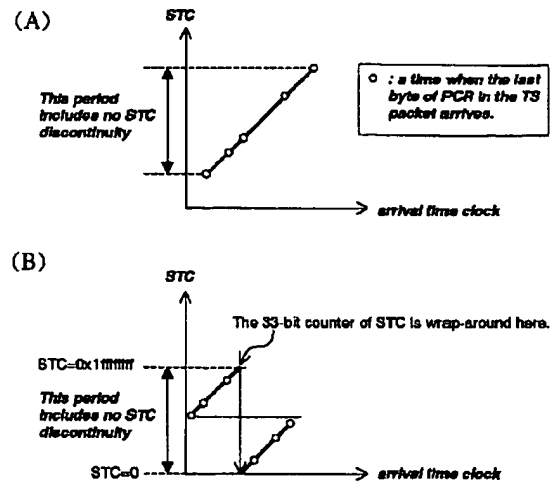 (A)
STC
This period
includes no STC
discontinuity
o : a time when the last
byte of PCR in the TS
packet arrives.
arrival time clock
(B)
STC
The 33-bit counter of STC is wrap-around here.
STC=0x1ffffffff
This period
includes no STC
discontinuity
STC=0
arrival time clock